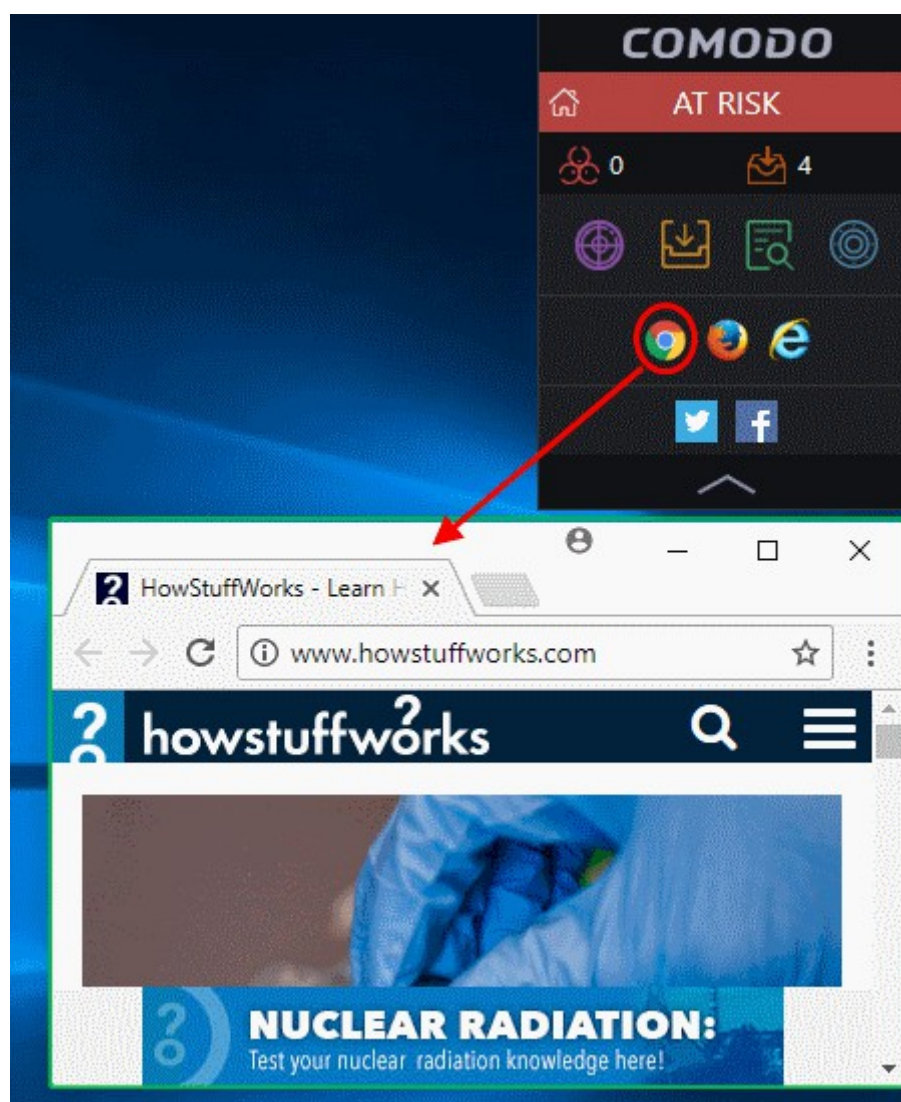 COMODO
AT RISK
0 4
HowStuffWorks - Learn H
www.howstuffworks.com
howstuffworks
NUCLEAR RADIATION:
Test your nuclear radiation knowledge here!